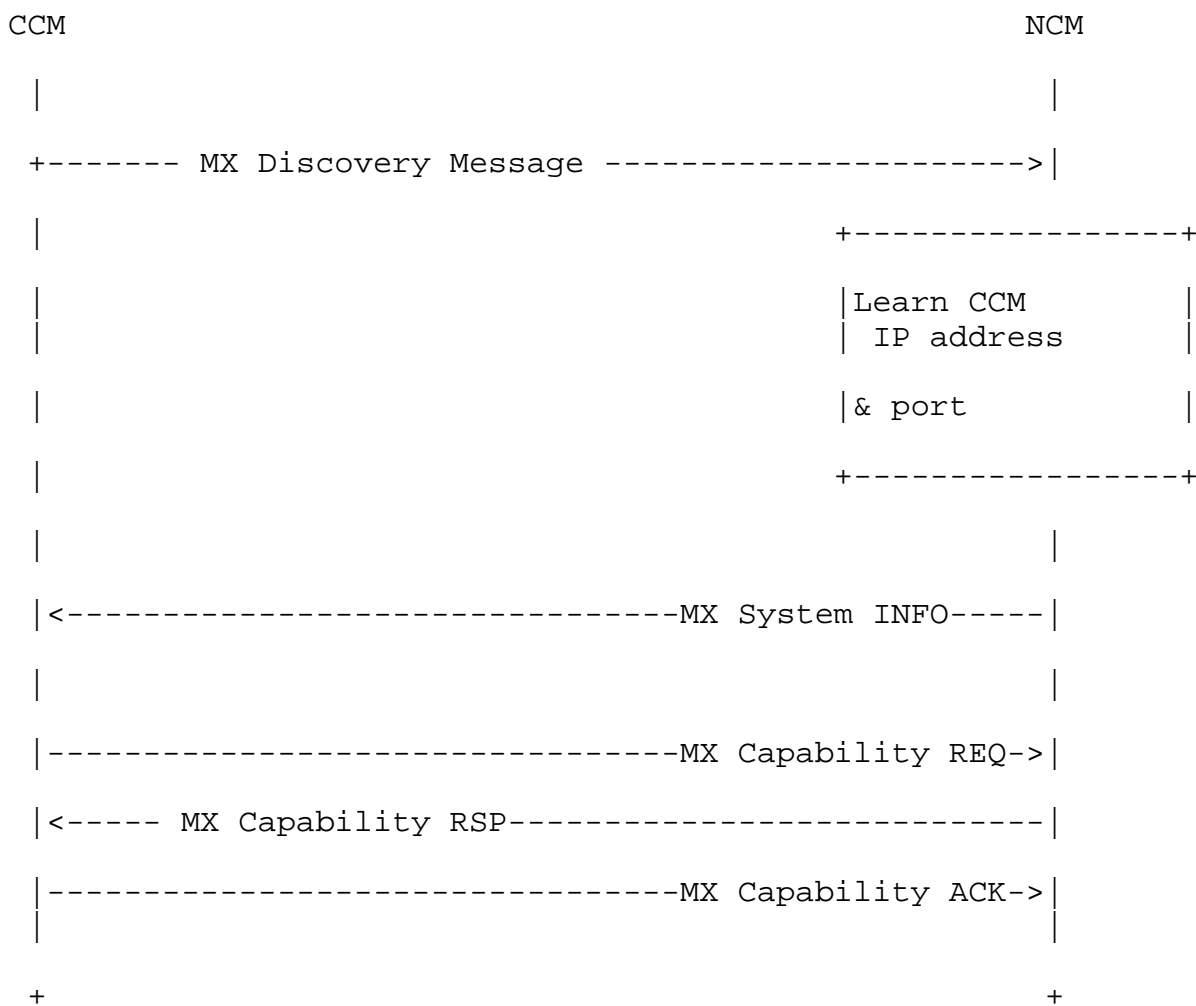 CCM NCM
MX Discovery Message
Learn CCM
IP address
& port
MX System INFO
MX Capability REQ
MX Capability RSP
MX Capability ACK